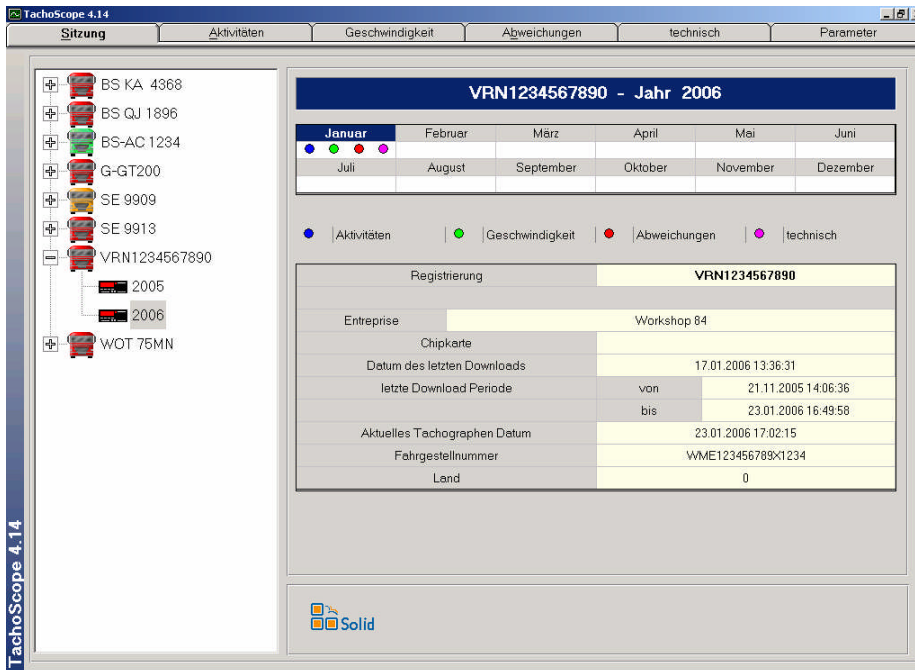 TachoScope 4.14
Sitzung Aktivitäten Geschwindigkeit Abweichungen technisch Parameter
BS KA 4368
BS QJ 1896
BS-AC 1234
G-GT200
SE 9909
SE 9913
VRN1234567890
2005
2006
WOT 75MN
VRN1234567890 - Jahr 2006
Januar Februar März April Mai Juni
Juli August September Oktober November Dezember
Aktivitäten Geschwindigkeit Abweichungen technisch
Registrierung VRN1234567890
Entreprise Workshop 84
Chipkarte
Datum des letzten Downloads 17.01.2006 13:36:31
letzte Download Periode von 21.11.2005 14:06:36
bis 23.01.2006 16:49:58
Aktuelles Tachographen Datum 23.01.2006 17:02:15
Fahrgestellnummer WME123456789X1234
Land 0
Solid
TachoScope 4.14